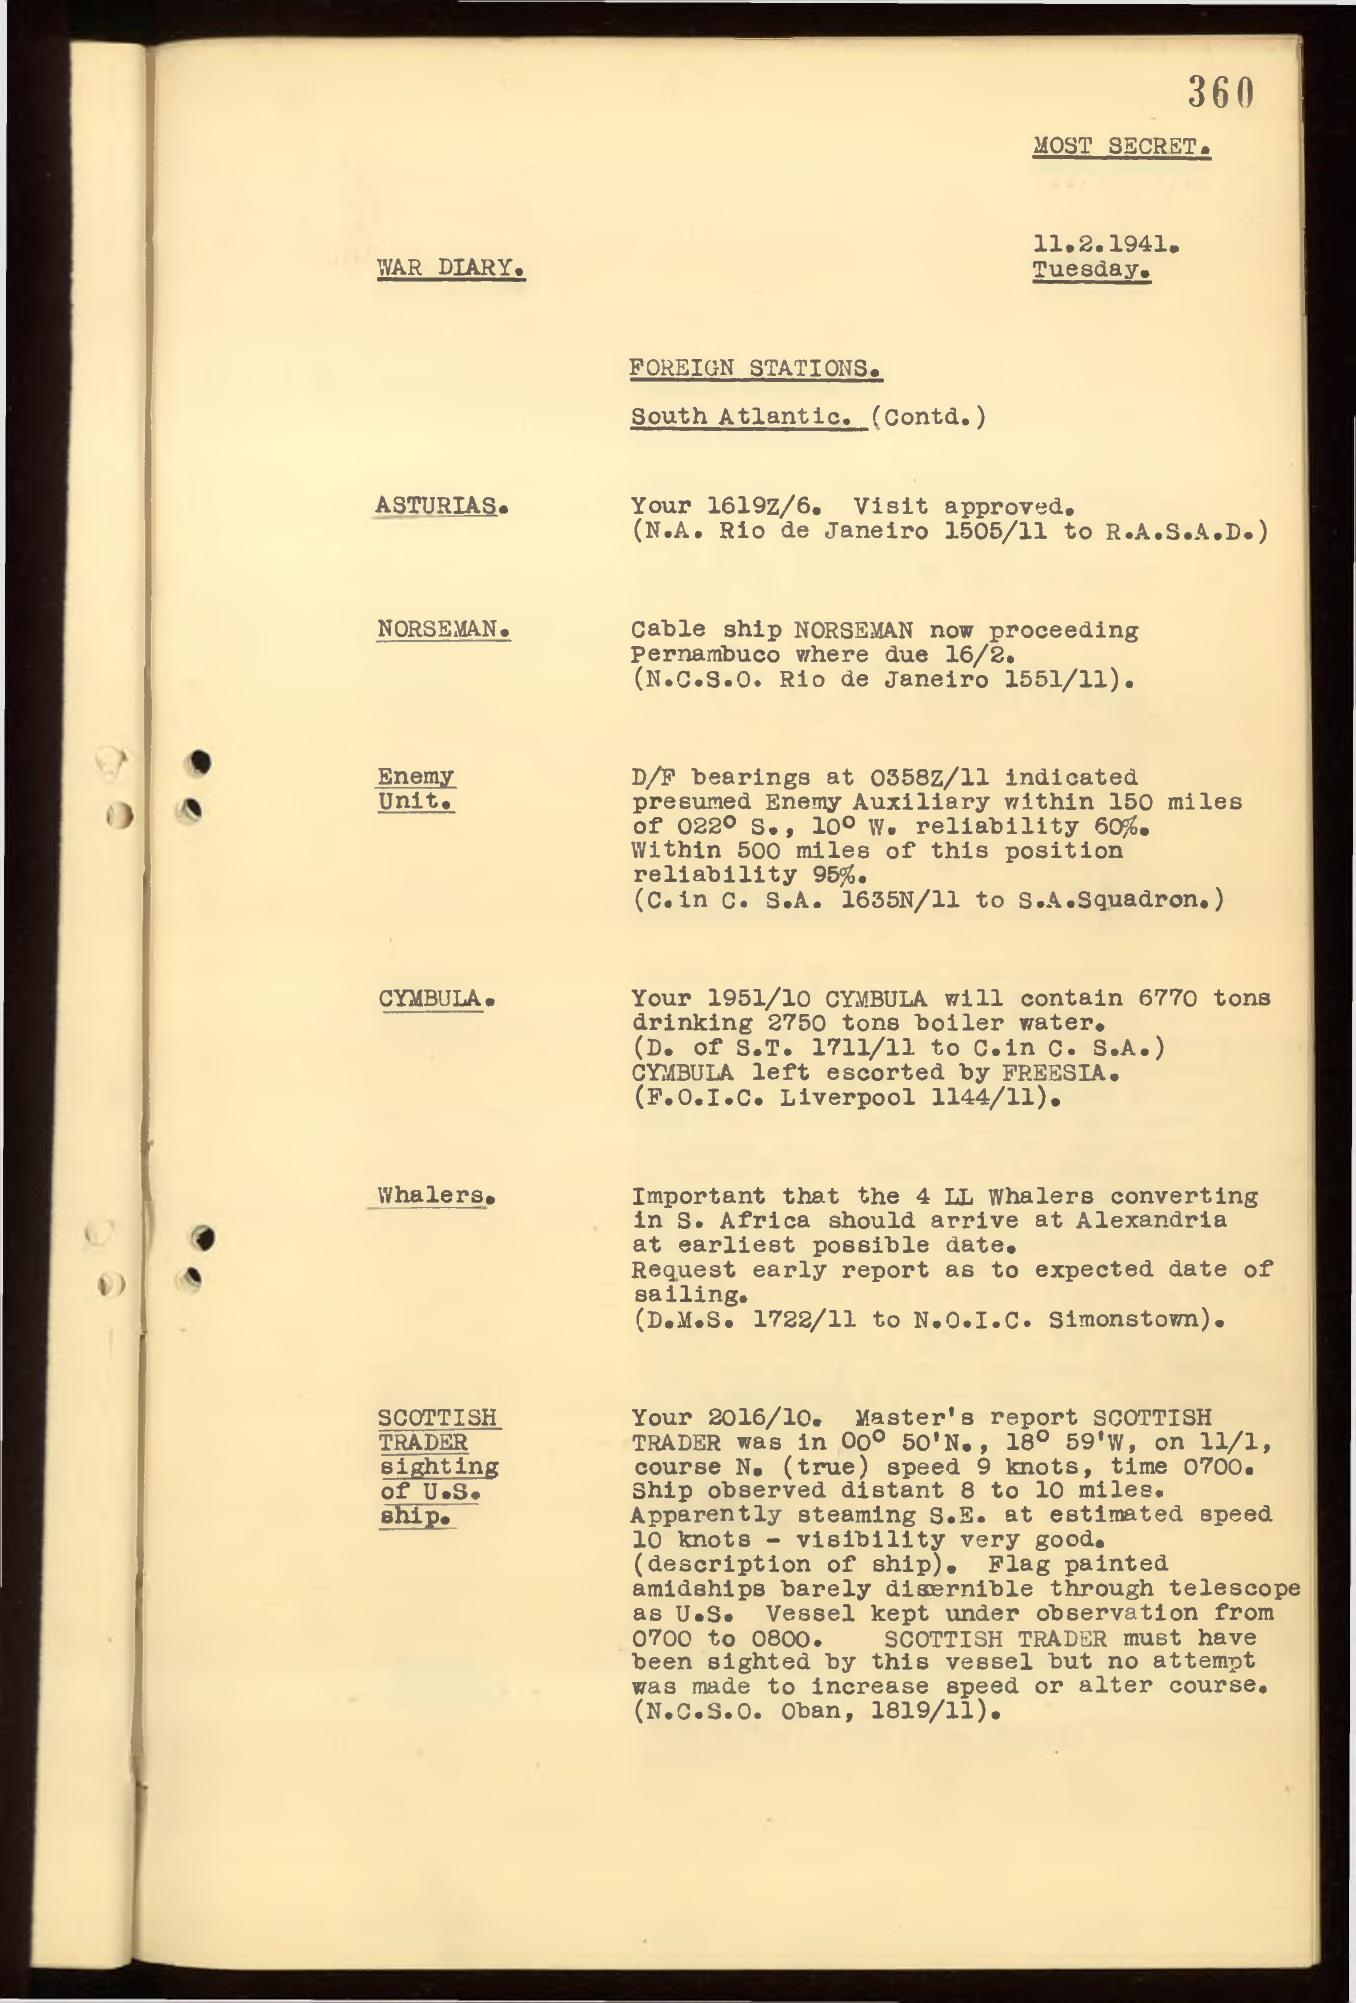 360
MOST SECRET.
11.2.1941.
WAR DIARY.
Tuesday.
FOREIGN STATIONS.
South Atlantic. (Contd.)
ASTURIAS.
Your 1619Z/6. Visit approved.
(N.A. Rio de Janeiro 1505/11 to R.A.S.A.D.)
NORSEMAN.
Cable ship NORSEMAN now proceeding
Pernambuco where due 16/2.
(N.C.S.O. Rio de Janeiro 1551/11).
Enemy
Unit.
D/F bearings at 0358Z/11 indicated
presumed Enemy Auxiliary within 150 miles
of 022° S., 10° W. reliability 60%.
Within 500 miles of this position
reliability 95%.
(C.in C. S.A. 1635N/11 to S.A.Squadron.)
CYMBULA.
Your 1951/10 CYMBULA will contain 6770 tons
drinking 2750 tons boiler water.
(D. of S.T. 1711/11 to C.in C. S.A.)
CYMBULA left escorted by FREESIA.
(F.O.I.C. Liverpool 1144/11).
Whalers.
Important that the 4 LL Whalers converting
in S. Africa should arrive at Alexandria
at earliest possible date.
Request early report as to expected date of
sailing.
(D.M.S. 1722/11 to N.O.I.C. Simonstown).
SCOTTISH
TRADER
sighting
of U.S.
ship.
Your 2016/10. Master's report SCOTTISH
TRADER was in 00° 50'N., 18° 59'W, on 11/1,
course N. (true) speed 9 knots, time 0700.
Ship observed distant 8 to 10 miles.
Apparently steaming S.E. at estimated speed
10 knots - visibility very good.
(description of ship). Flag painted
amidships barely discernible through telescope
as U.S. Vessel kept under observation from
0700 to 0800. SCOTTISH TRADER must have
been sighted by this vessel but no attempt
was made to increase speed or alter course.
(N.C.S.O. Oban, 1819/11).